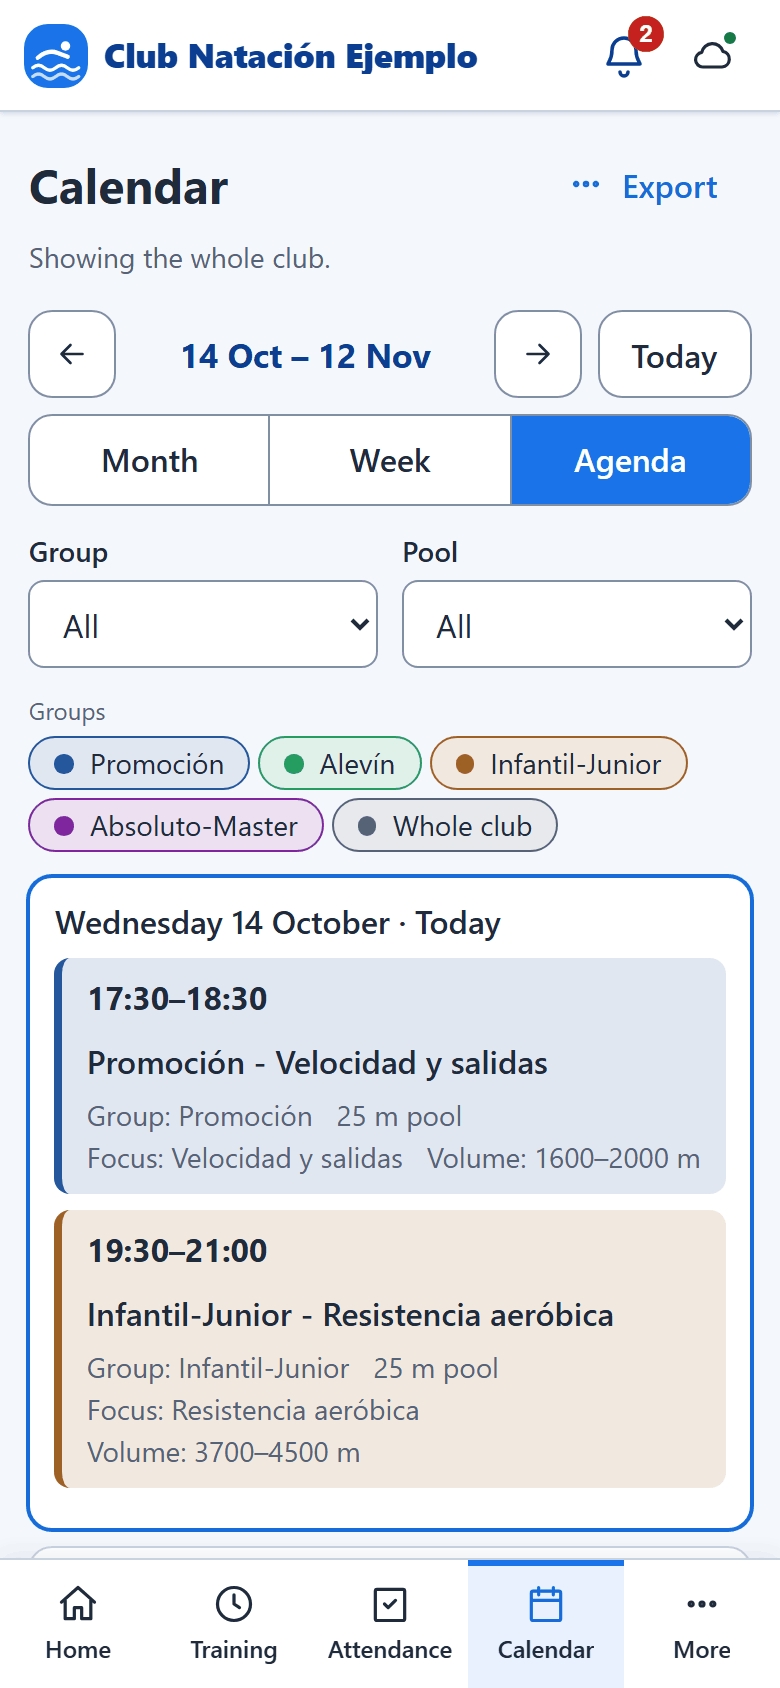 Club Natación Ejemplo
2
Calendar
Export
Showing the whole club.
14 Oct – 12 Nov
Today
Month
Week
Agenda
Group
Pool
All
All
Groups
Promoción
Alevín
Infantil-Junior
Absoluto-Master
Whole club
Wednesday 14 October · Today
17:30–18:30
Promoción - Velocidad y salidas
Group: Promoción 25 m pool
Focus: Velocidad y salidas Volume: 1600–2000 m
19:30–21:00
Infantil-Junior - Resistencia aeróbica
Group: Infantil-Junior 25 m pool
Focus: Resistencia aeróbica
Volume: 3700–4500 m
Home
Training
Attendance
Calendar
More